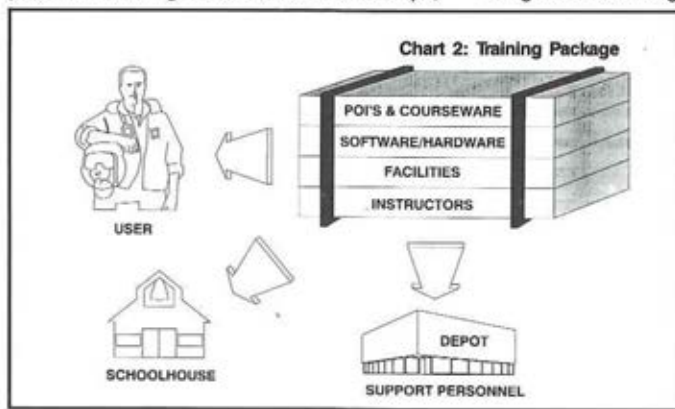 Chart 2: Training Package
POI'S & COURSEWARE
SOFTWARE/HARDWARE
FACILITIES
INSTRUCTORS
USER
DEPOT
SCHOOLHOUSE
SUPPORT PERSONNEL